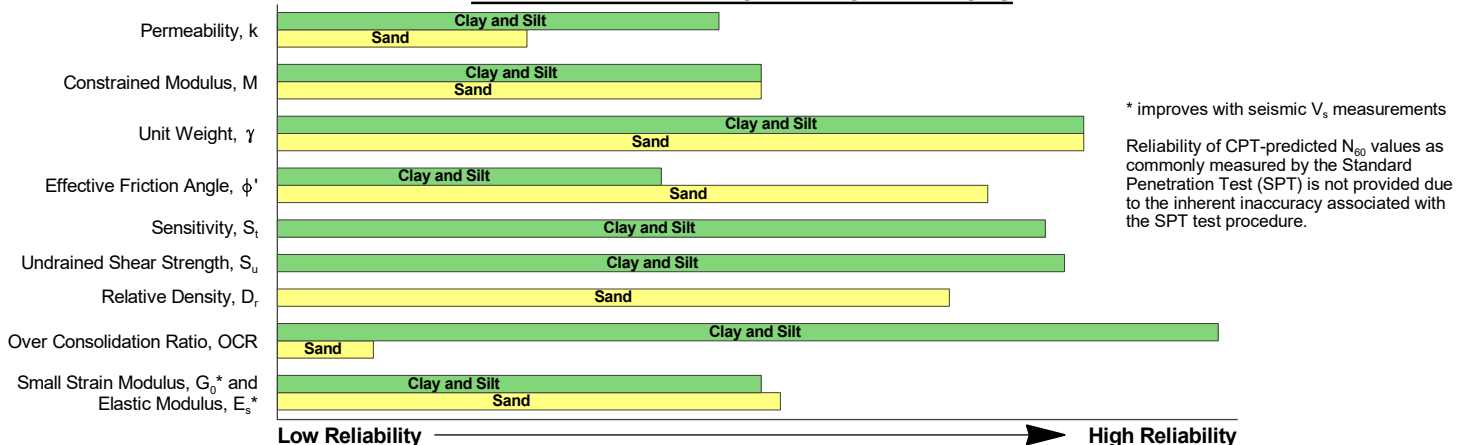 Permeability, k
Clay and Silt
Sand
Constrained Modulus, M
Clay and Silt
Sand
Unit Weight, γ
Clay and Silt
Sand
Effective Friction Angle, ϕ'
Clay and Silt
Sand
Sensitivity, Sₜ
Clay and Silt
Undrained Shear Strength, Sᵤ
Clay and Silt
Relative Density, Dᵣ
Sand
Over Consolidation Ratio, OCR
Clay and Silt
Sand
Small Strain Modulus, G₀* and
Elastic Modulus, Eₛ*
Clay and Silt
Sand
Low Reliability
High Reliability
* improves with seismic Vₛ measurements
Reliability of CPT-predicted N₆₀ values as
commonly measured by the Standard
Penetration Test (SPT) is not provided due
to the inherent inaccuracy associated with
the SPT test procedure.